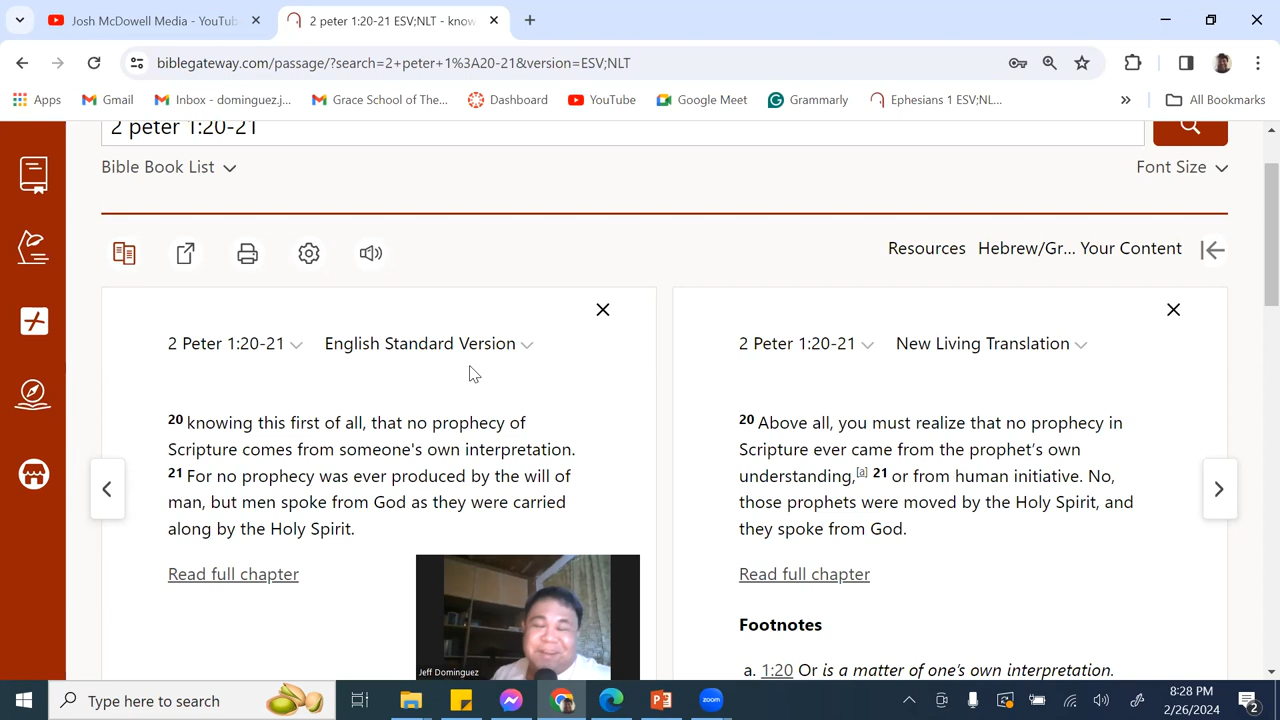 Josh McDowell Media - YouTub
2 peter 1:20-21 ESV;NLT - know
biblegateway.com/passage/?search=2+peter+1%3A20-21&version=ESV;NLT
Apps Gmail Inbox - dominguez.j... Grace School of The... Dashboard YouTube Google Meet Grammarly Ephesians 1 ESV;NL... » All Bookmarks
2 peter 1:20-21
Bible Book List Font Size
Resources Hebrew/Gr... Your Content
2 Peter 1:20-21 English Standard Version
20 knowing this first of all, that no prophecy of
Scripture comes from someone's own interpretation.
21 For no prophecy was ever produced by the will of
man, but men spoke from God as they were carried
along by the Holy Spirit.
Read full chapter
2 Peter 1:20-21 New Living Translation
20 Above all, you must realize that no prophecy in
Scripture ever came from the prophet's own
understanding,[a] 21 or from human initiative. No,
those prophets were moved by the Holy Spirit, and
they spoke from God.
Read full chapter
Footnotes
a. 1:20 Or is a matter of one's own interpretation.
Jeff Dominguez
Type here to search
zoom
8:28 PM
2/26/2024
2